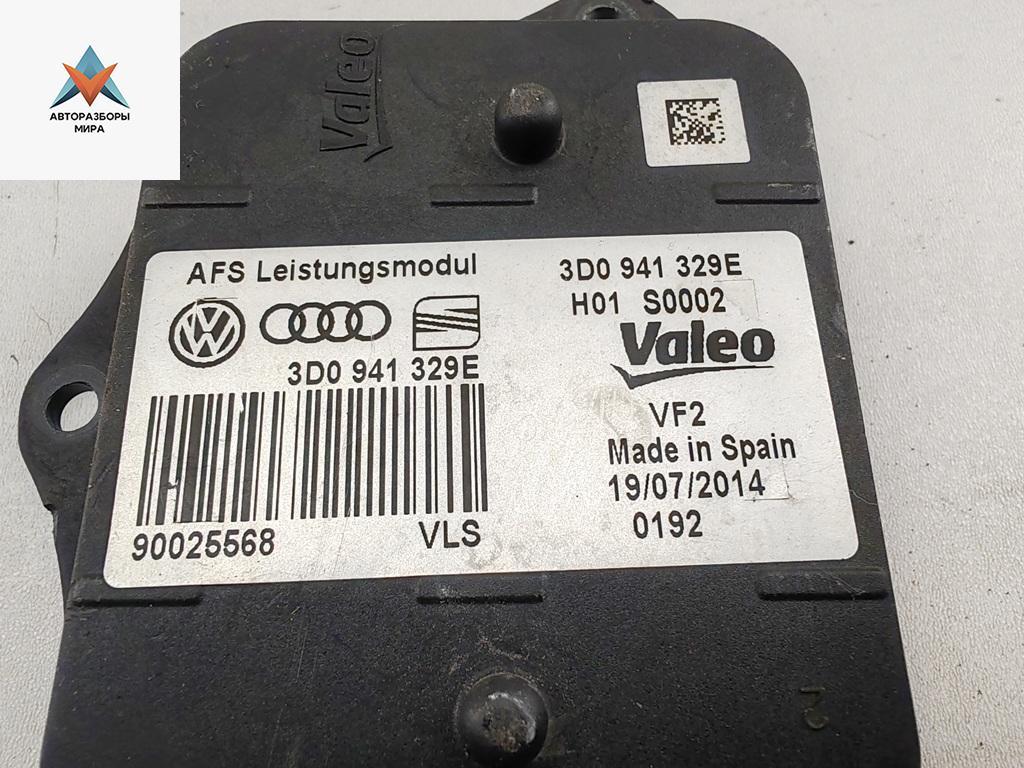 АВТОРАЗБОРЫ
МИРА
Valeo
AFS Leistungsmodul
3D0 941 329E
H01 S0002
Valeo
3D0 941 329E
VF2
Made in Spain
19/07/2014
0192
90025568
VLS
2